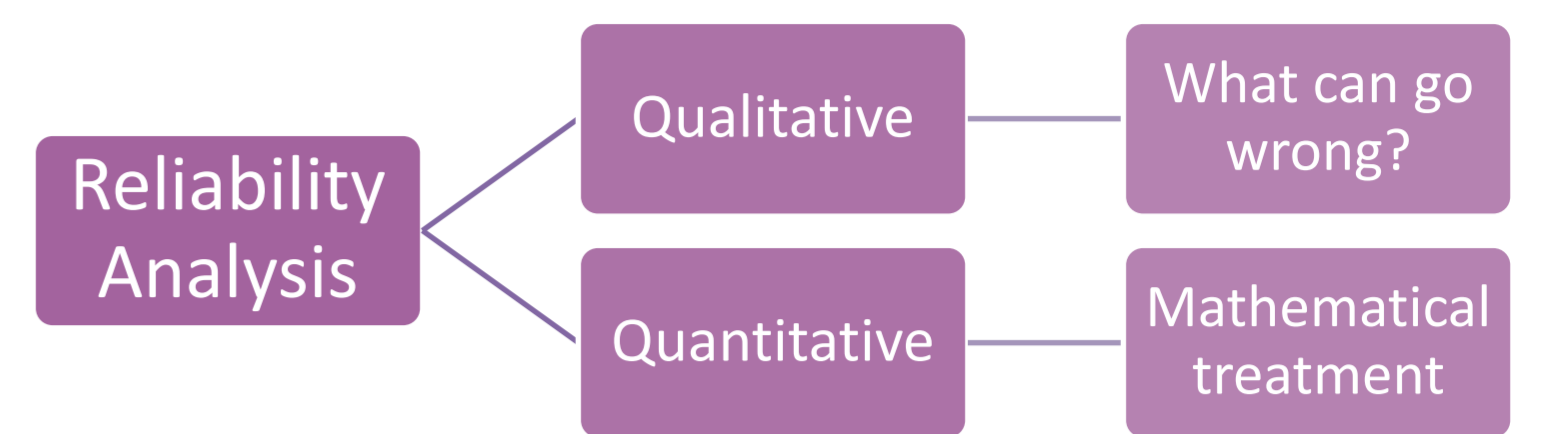 Reliability
Analysis
Qualitative
What can go
wrong?
Quantitative
Mathematical
treatment